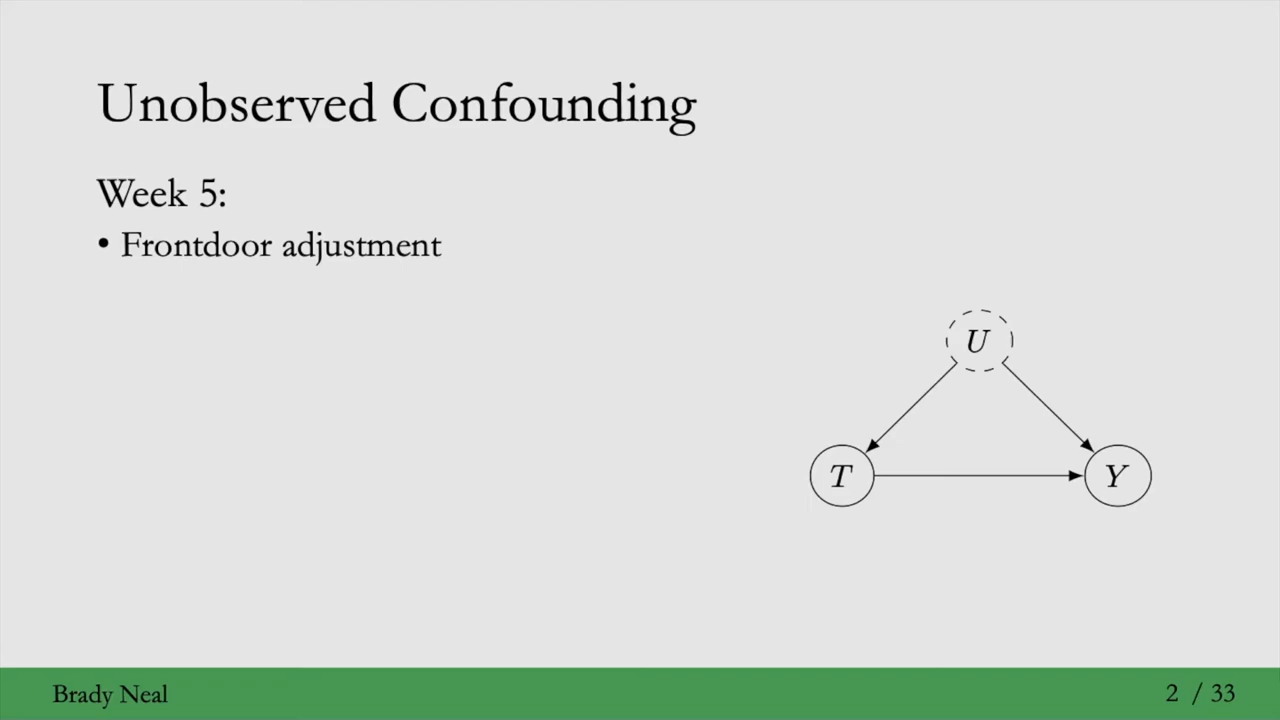 Unobserved Confounding
Week 5:
• Frontdoor adjustment
U
T
Y
Brady Neal
2 / 33